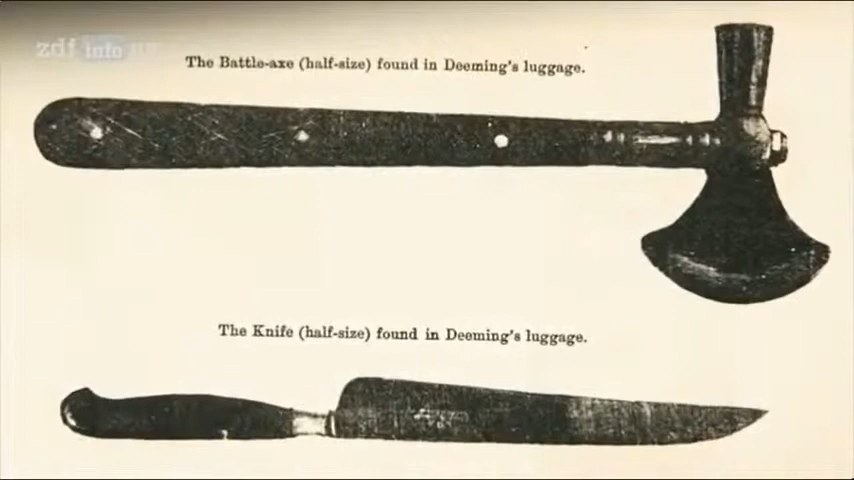 zdf info
The Battle-axe (half-size) found in Deeming's luggage.
The Knife (half-size) found in Deeming's luggage.